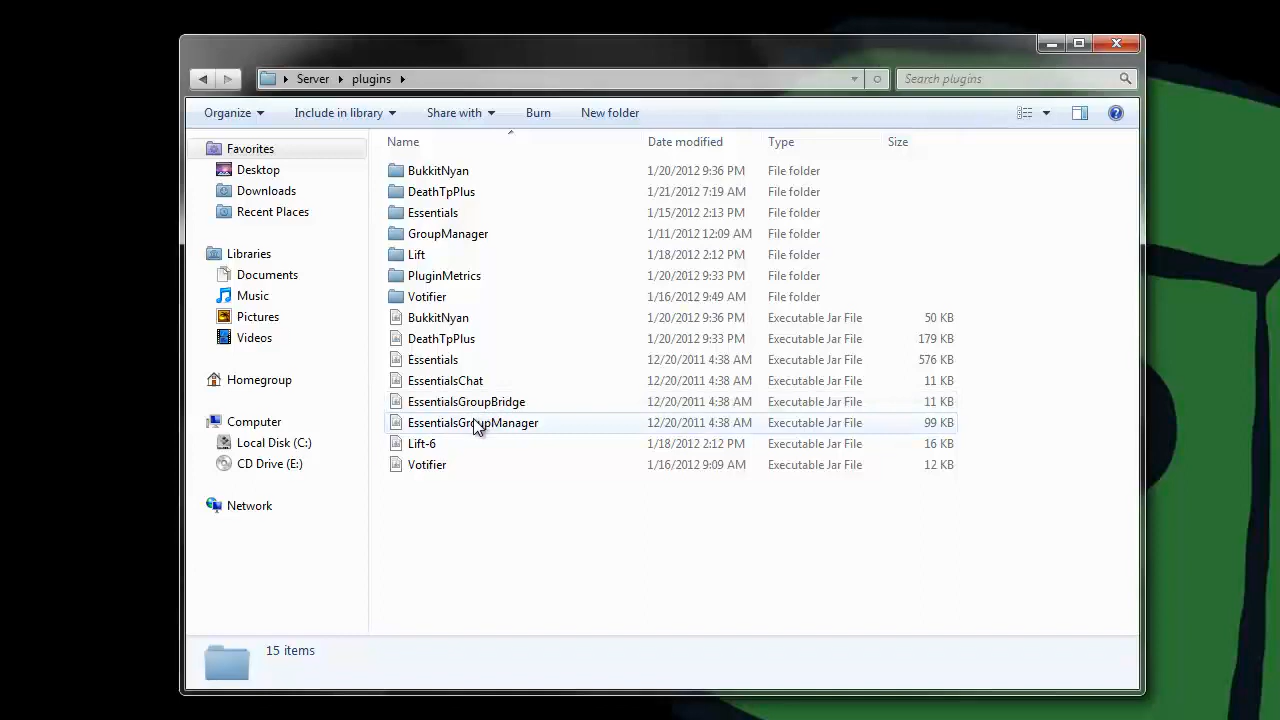 Server plugins
Search plugins
Organize Include in library Share with Burn New folder
Favorites
Desktop
Downloads
Recent Places
Libraries
Documents
Music
Pictures
Videos
Homegroup
Computer
Local Disk (C:)
CD Drive (E:)
Network
Name Date modified Type Size
BukkitNyan 1/20/2012 9:36 PM File folder
DeathTpPlus 1/21/2012 7:19 AM File folder
Essentials 1/15/2012 2:13 PM File folder
GroupManager 1/11/2012 12:09 AM File folder
Lift 1/18/2012 2:12 PM File folder
PluginMetrics 1/20/2012 9:33 PM File folder
Votifier 1/16/2012 9:49 AM File folder
BukkitNyan 1/20/2012 9:36 PM Executable Jar File 50 KB
DeathTpPlus 1/20/2012 9:33 PM Executable Jar File 179 KB
Essentials 12/20/2011 4:38 AM Executable Jar File 576 KB
EssentialsChat 12/20/2011 4:38 AM Executable Jar File 11 KB
EssentialsGroupBridge 12/20/2011 4:38 AM Executable Jar File 11 KB
EssentialsGroupManager 12/20/2011 4:38 AM Executable Jar File 99 KB
Lift-6 1/18/2012 2:12 PM Executable Jar File 16 KB
Votifier 1/16/2012 9:09 AM Executable Jar File 12 KB
15 items